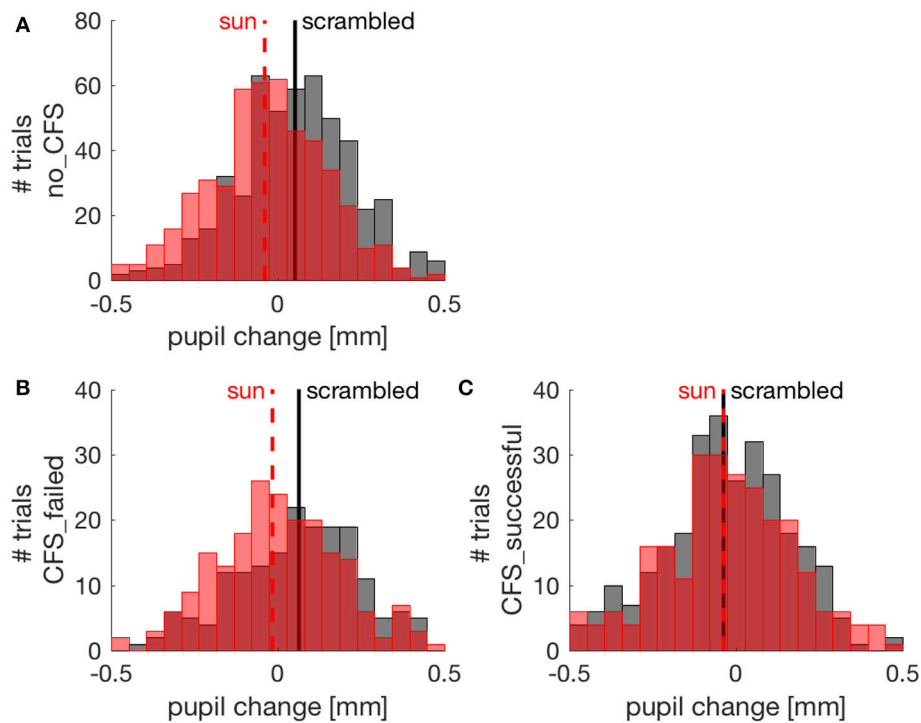 A
sun
scrambled
80
60
40
20
0
# trials
no_CFS
-0.5
0
0.5
pupil change [mm]
B
sun
scrambled
40
30
20
10
0
# trials
CFS_failed
-0.5
0
0.5
pupil change [mm]
C
sun
scrambled
40
30
20
10
0
# trials
CFS_successful
-0.5
0
0.5
pupil change [mm]